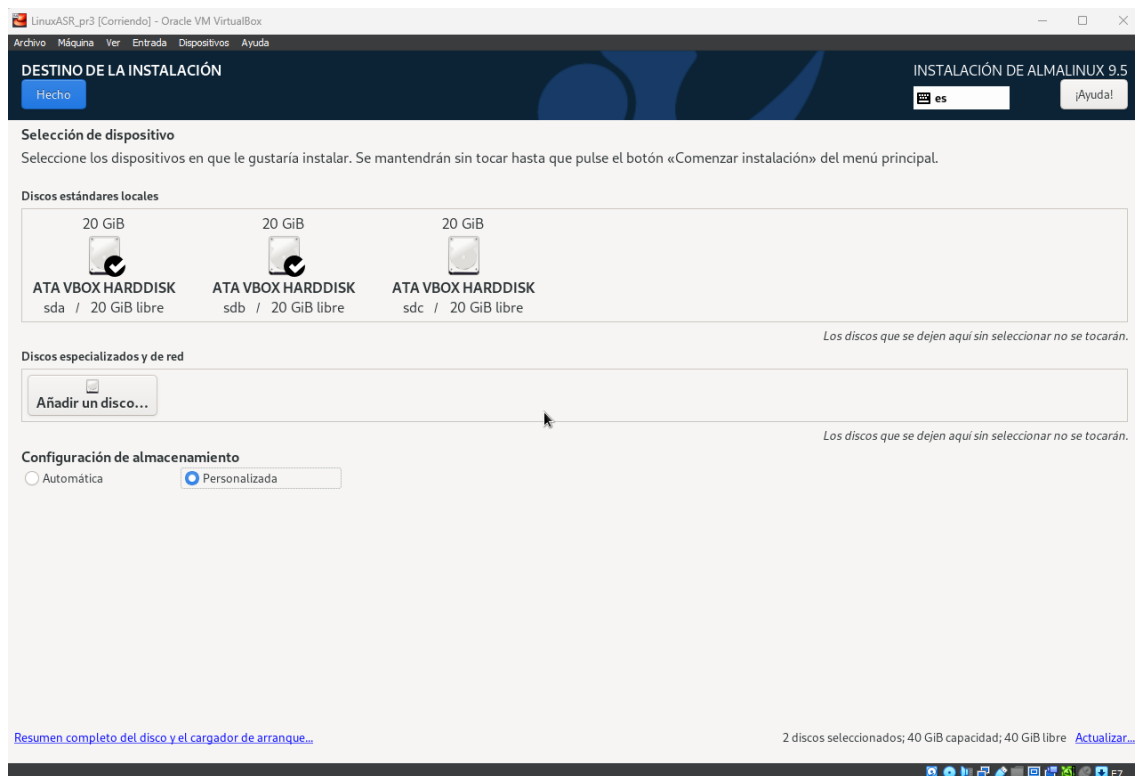 LinuxASR_pr3 [Corriendo] - Oracle VM VirtualBox
Archivo Máquina Ver Entrada Dispositivos Ayuda
DESTINO DE LA INSTALACIÓN
INSTALACIÓN DE ALMALINUX 9.5
Hecho
es
¡Ayuda!
Selección de dispositivo
Seleccione los dispositivos en que le gustaría instalar. Se mantendrán sin tocar hasta que pulse el botón «Comenzar instalación» del menú principal.
Discos estándares locales
20 GiB 20 GiB 20 GiB
ATA VBOX HARDDISK ATA VBOX HARDDISK ATA VBOX HARDDISK
sda / 20 GiB libre sdb / 20 GiB libre sdc / 20 GiB libre
Los discos que se dejen aquí sin seleccionar no se tocarán.
Discos especializados y de red
Añadir un disco...
Los discos que se dejen aquí sin seleccionar no se tocarán.
Configuración de almacenamiento
Automática Personalizada
Resumen completo del disco y el cargador de arranque... 2 discos seleccionados; 40 GiB capacidad; 40 GiB libre Actualizar...